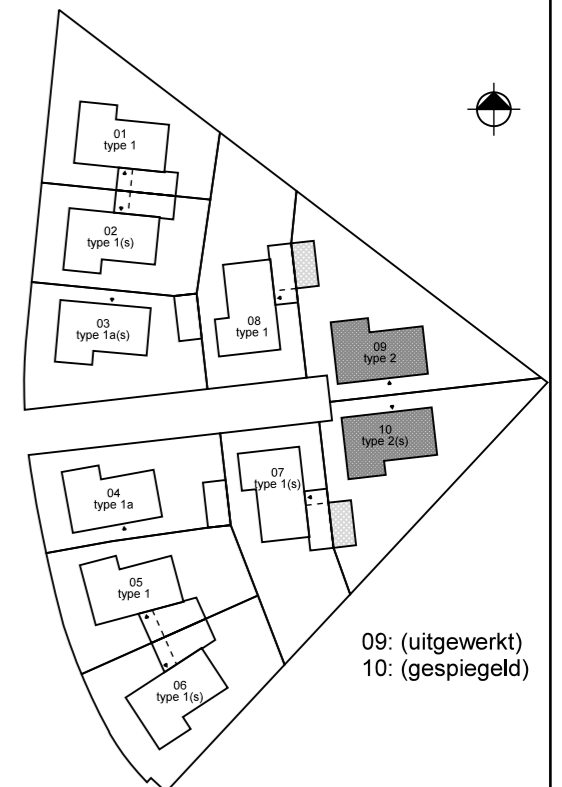 01
type 1
02
type 1(s)
03
type 1a(s)
08
type 1
09
type 2
10
type 2(s)
07
type 1(s)
04
type 1a
05
type 1
06
type 1(s)
09: (uitgewerkt)
10: (gespiegeld)